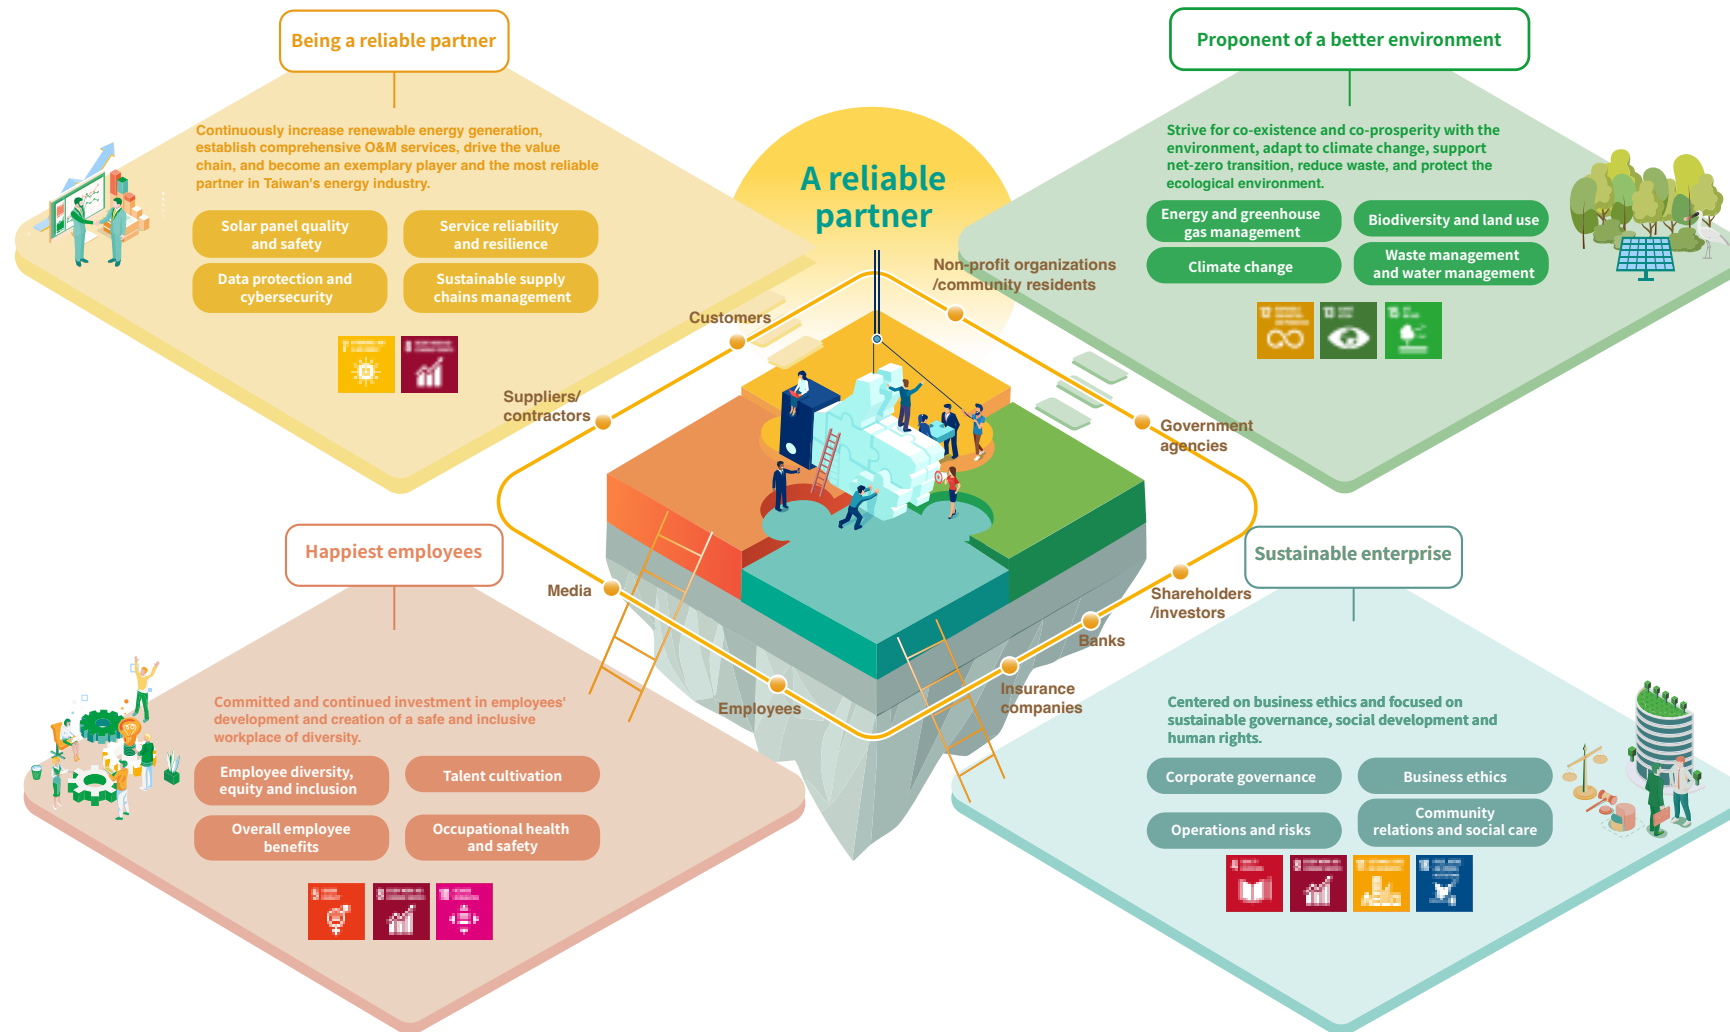 Being a reliable partner
Continuously increase renewable energy generation,
establish comprehensive O&M services, drive the value
chain, and become an exemplary player and the most reliable
partner in Taiwan's energy industry.
Solar panel quality
and safety
Service reliability
and resilience
Data protection and
cybersecurity
Sustainable supply
chains management
Proponent of a better environment
Strive for co-existence and co-prosperity with the
environment, adapt to climate change, support
net-zero transition, reduce waste, and protect the
ecological environment.
Energy and greenhouse
gas management
Biodiversity and land use
Climate change
Waste management
and water management
A reliable
partner
Non-profit organizations
/community residents
Customers
Suppliers/
contractors
Government
agencies
Media
Employees
Shareholders
/investors
Banks
Insurance
companies
Happiest employees
Committed and continued investment in employees'
development and creation of a safe and inclusive
workplace of diversity.
Employee diversity,
equity and inclusion
Talent cultivation
Overall employee
benefits
Occupational health
and safety
Sustainable enterprise
Centered on business ethics and focused on
sustainable governance, social development and
human rights.
Corporate governance
Business ethics
Operations and risks
Community
relations and social care